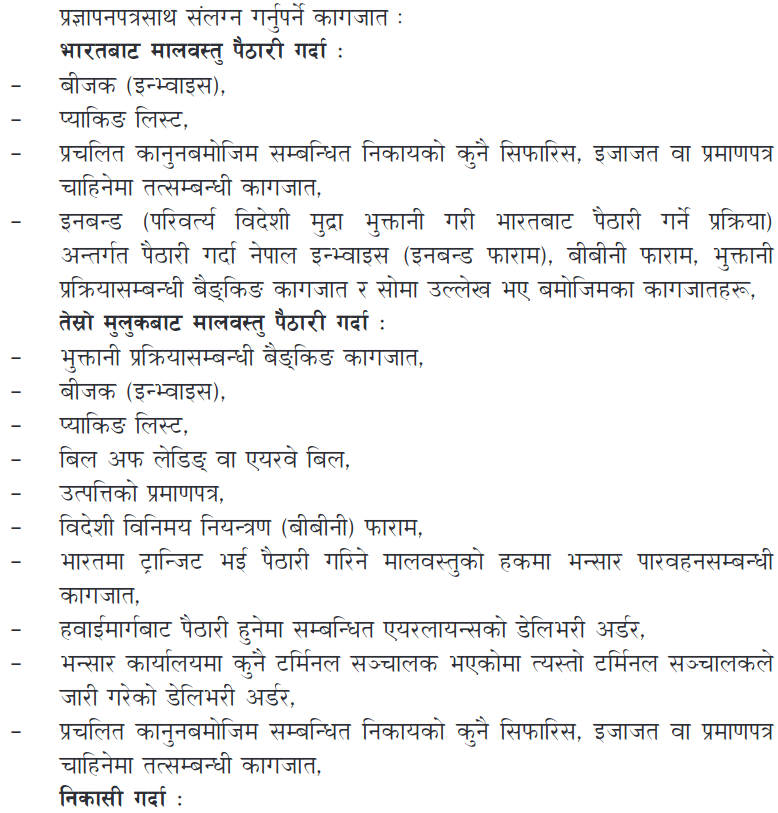 प्रज्ञापनपत्रसाथ संलग्न गर्नुपर्ने कागजात :
भारतबाट मालवस्तु पैठारी गर्दा :
– बीजक (इन्भ्वाइस),
– प्याकिङ लिस्ट,
– प्रचलित कानुनबमोजिम सम्बन्धित निकायको कुनै सिफारिस, इजाजत वा प्रमाणपत्र
चाहिनेमा तत्सम्बन्धी कागजात,
– इनबन्ड (परिवर्त्य विदेशी मुद्रा भुक्तानी गरी भारतबाट पैठारी गर्ने प्रक्रिया)
अन्तर्गत पैठारी गर्दा नेपाल इन्भ्वाइस (इनबन्ड फाराम), बीबीनी फाराम, भुक्तानी
प्रक्रियासम्बन्धी बैङ्किङ कागजात र सोमा उल्लेख भए बमोजिमका कागजातहरू,
तेस्रो मुलुकबाट मालवस्तु पैठारी गर्दा :
– भुक्तानी प्रक्रियासम्बन्धी बैङ्किङ कागजात,
– बीजक (इन्भ्वाइस),
– प्याकिङ लिस्ट,
– बिल अफ लेडिङ् वा एयरवे बिल,
– उत्पत्तिको प्रमाणपत्र,
– विदेशी विनिमय नियन्त्रण (बीबीनी) फाराम,
– भारतमा ट्रान्जिट भई पैठारी गरिने मालवस्तुको हकमा भन्सार पारवहनसम्बन्धी
कागजात,
– हवाईमार्गबाट पैठारी हुनेमा सम्बन्धित एयरलायन्सको डेलिभरी अर्डर,
– भन्सार कार्यालयमा कुनै टर्मिनल सञ्चालक भएकोमा त्यस्तो टर्मिनल सञ्चालकले
जारी गरेको डेलिभरी अर्डर,
– प्रचलित कानुनबमोजिम सम्बन्धित निकायको कुनै सिफारिस, इजाजत वा प्रमाणपत्र
चाहिनेमा तत्सम्बन्धी कागजात,
निकासी गर्दा :